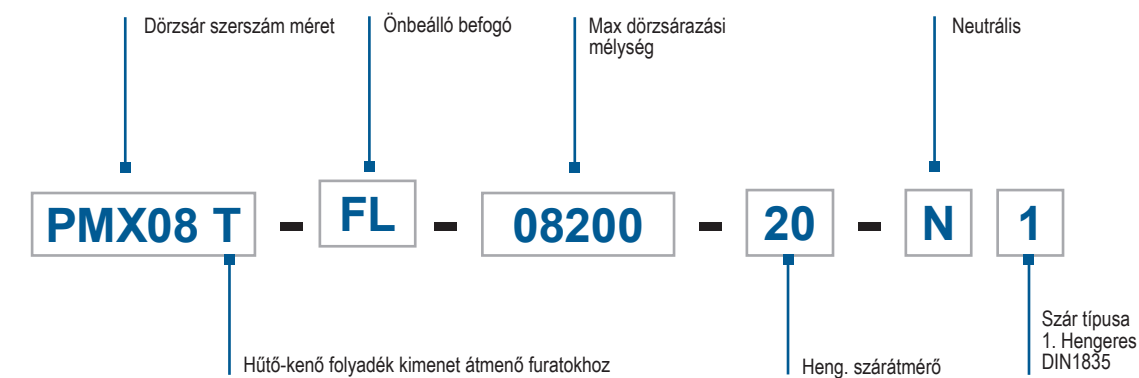 Dörzsár szerszám méret
Önbeálló befogó
Max dörzsárazási
mélység
Neutrális
PMX08 T - FL - 08200 - 20 - N 1
Hűtő-kenő folyadék kimenet átmenő furatokhoz
Heng. szárátmérő
Szár típusa
1. Hengeres
DIN1835